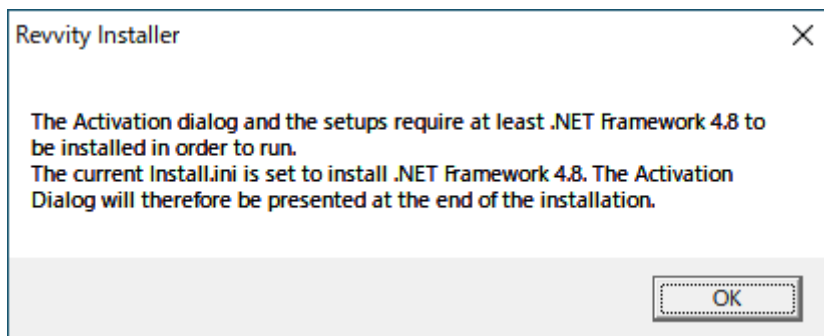 Revvity Installer
The Activation dialog and the setups require at least .NET Framework 4.8 to
be installed in order to run.
The current Install.ini is set to install .NET Framework 4.8. The Activation
Dialog will therefore be presented at the end of the installation.
OK